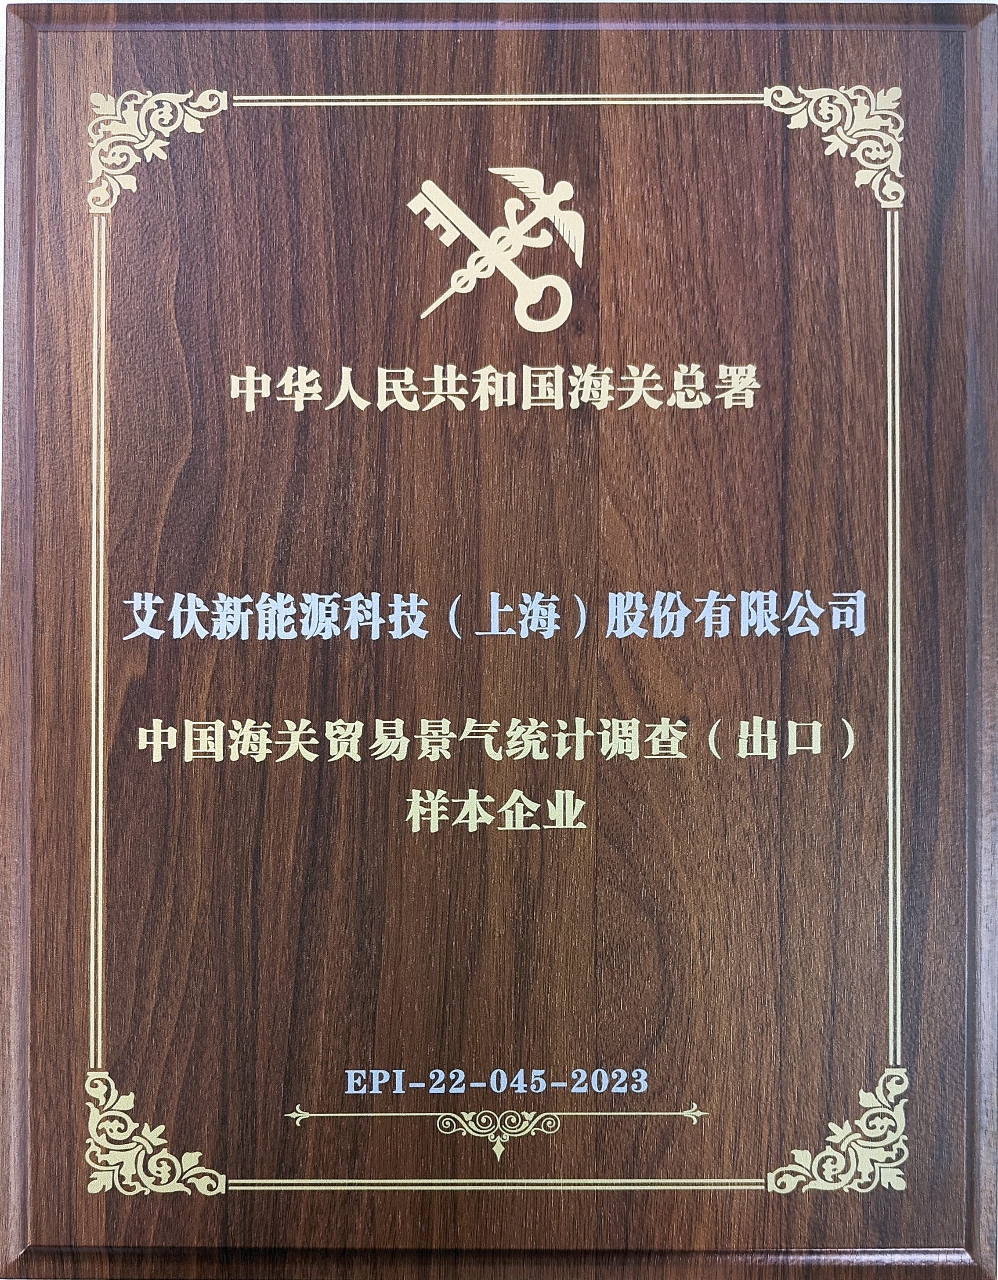 中华人民共和国海关总署
艾伏新能源科技（上海）股份有限公司
中国海关贸易景气统计调查（出口）
样本企业
EPI-22-045-2023